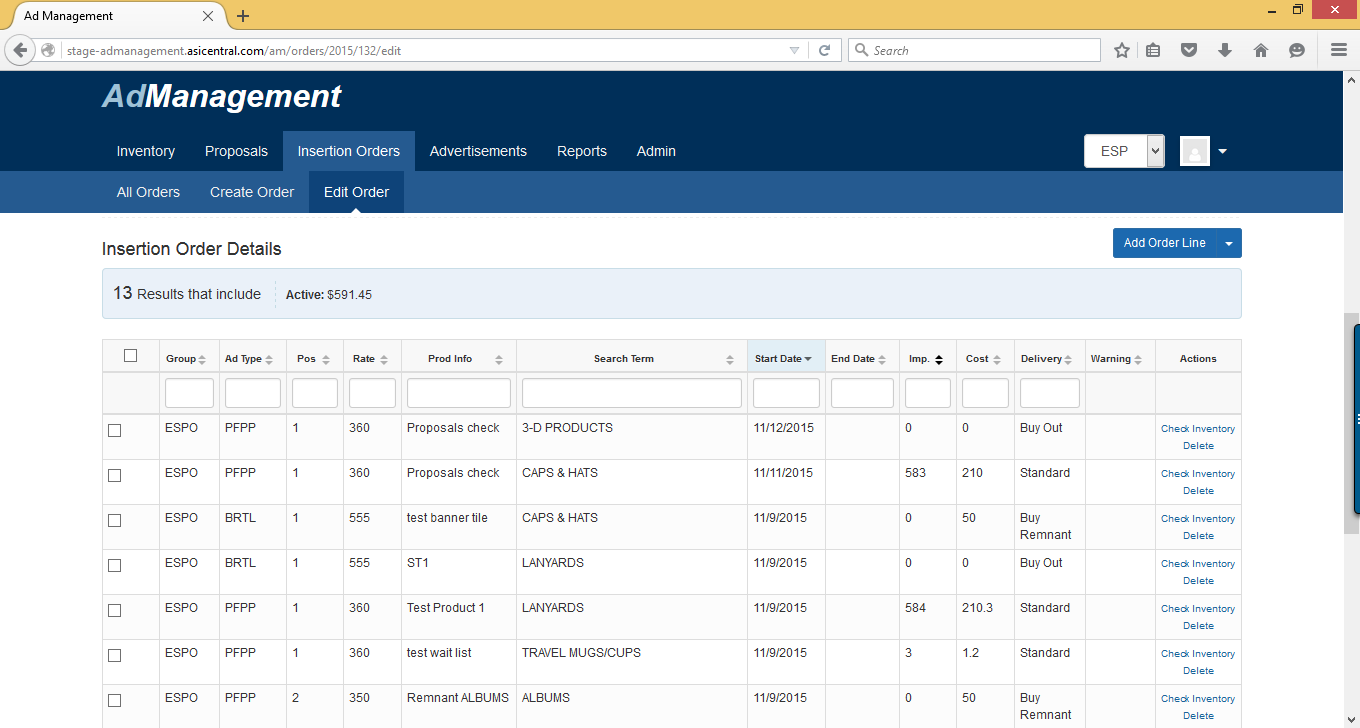 Ad Management
stage-admanagement.asicentral.com/am/orders/2015/132/edit
Search
AdManagement
Inventory Proposals Insertion Orders Advertisements Reports Admin ESP
All Orders Create Order Edit Order
Insertion Order Details
Add Order Line
13 Results that include Active: $591.45
Group Ad Type Pos Rate Prod Info Search Term Start Date End Date Imp. Cost Delivery Warning Actions
ESPO PFPP 1 360 Proposals check 3-D PRODUCTS 11/12/2015 0 0 Buy Out Check Inventory
Delete
ESPO PFPP 1 360 Proposals check CAPS & HATS 11/11/2015 583 210 Standard Check Inventory
Delete
ESPO BRTL 1 555 test banner tile CAPS & HATS 11/9/2015 0 50 Buy Check Inventory
Remnant Delete
ESPO BRTL 1 555 ST1 LANYARDS 11/9/2015 0 0 Buy Out Check Inventory
Delete
ESPO PFPP 1 360 Test Product 1 LANYARDS 11/9/2015 584 210.3 Standard Check Inventory
Delete
ESPO PFPP 1 360 test wait list TRAVEL MUGS/CUPS 11/9/2015 3 1.2 Standard Check Inventory
Delete
ESPO PFPP 2 350 Remnant ALBUMS ALBUMS 11/9/2015 0 50 Buy Check Inventory
Remnant Delete